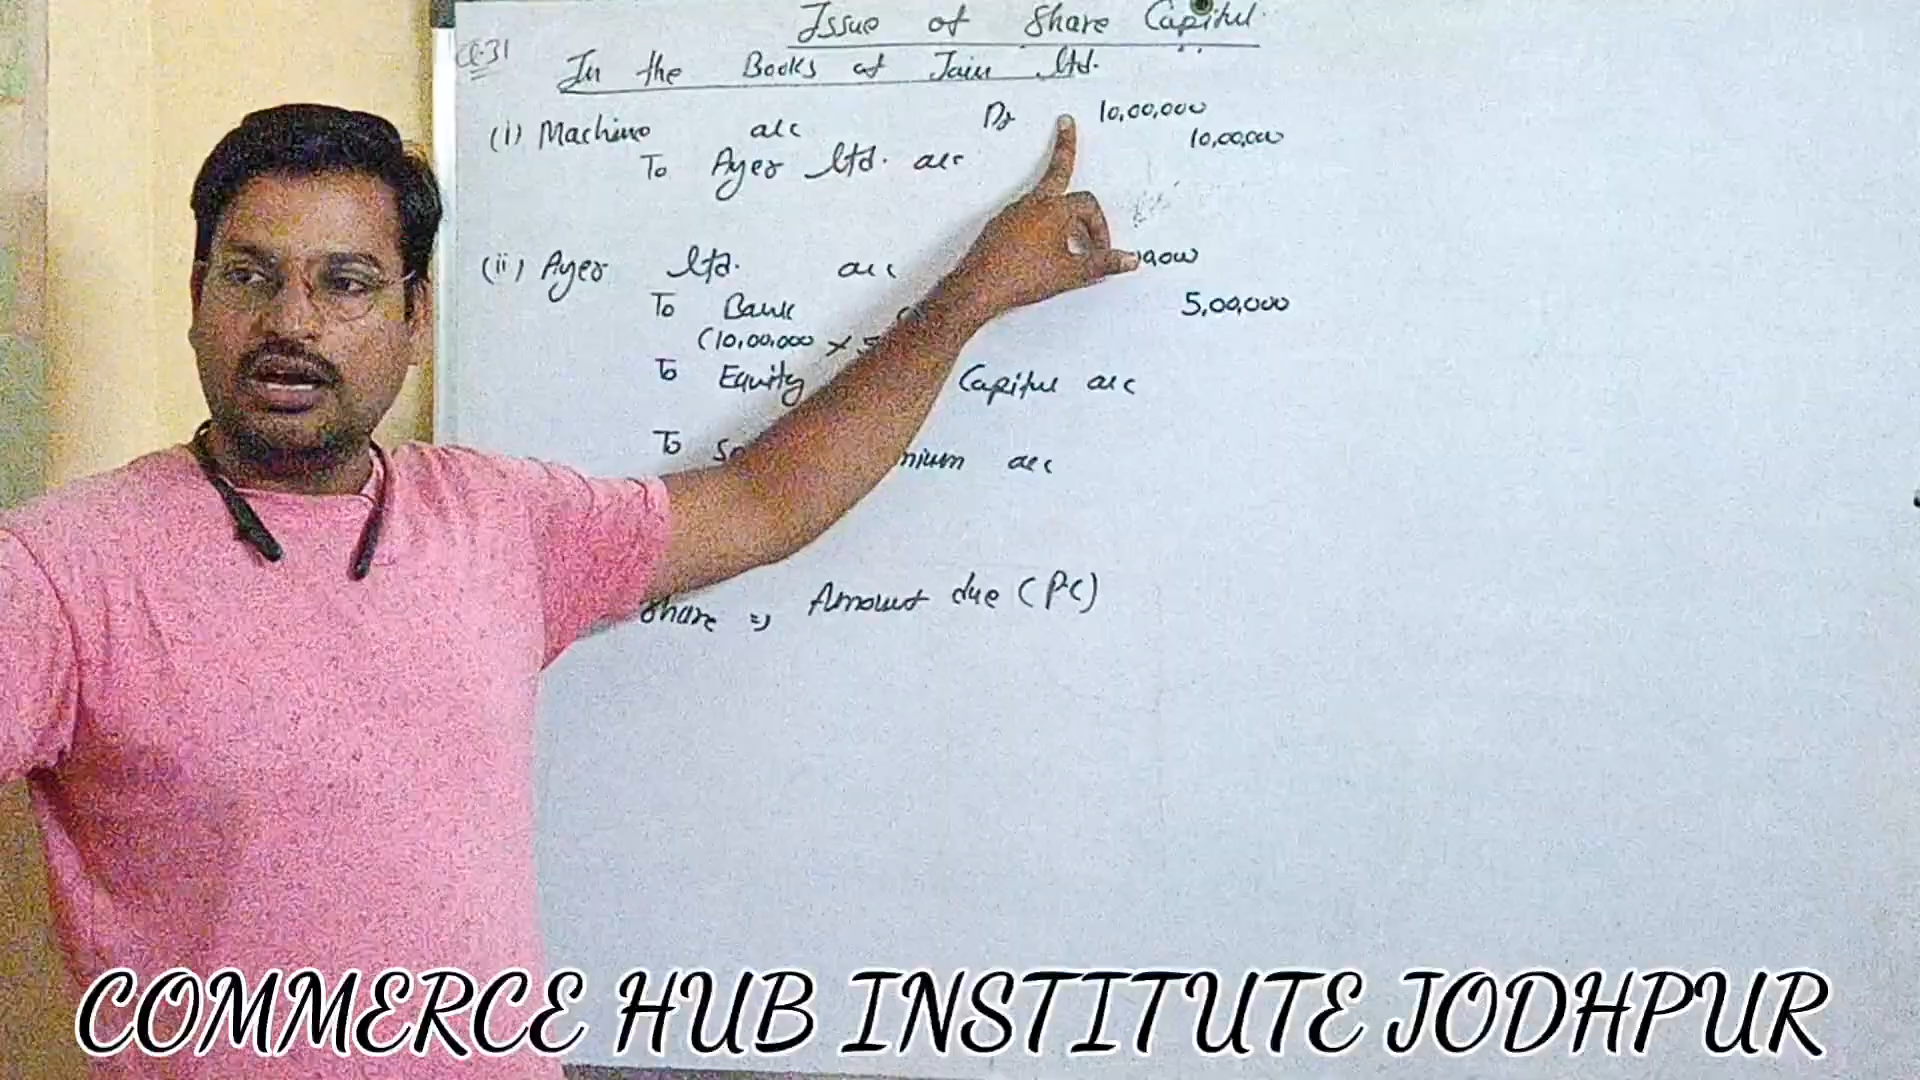 Issue of Share Capital
Q.31
In the Books of Jain Ltd.
(i) Machine a/c Dr 10,00,000
To Ayer Ltd. a/c 10,00,000
(ii) Ayer Ltd. a/c
To Bank 5,00,000
(10,00,000 × 5
To Equity Capital a/c
To a/c
Share => Amount due (PC)
COMMERCE HUB INSTITUTE JODHPUR